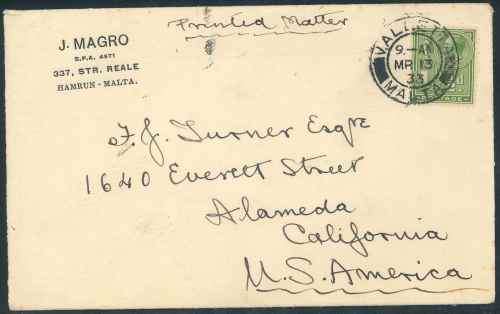 Printed Matter
J. MAGRO
S.P.E. 4571
337, STR. REALE
HAMRUN - MALTA.
VALLETTA
9.-AM
MR 13
33
MALTA
F. J. Turner Esqre
1640 Everett Street
Alameda
California
U.S. America